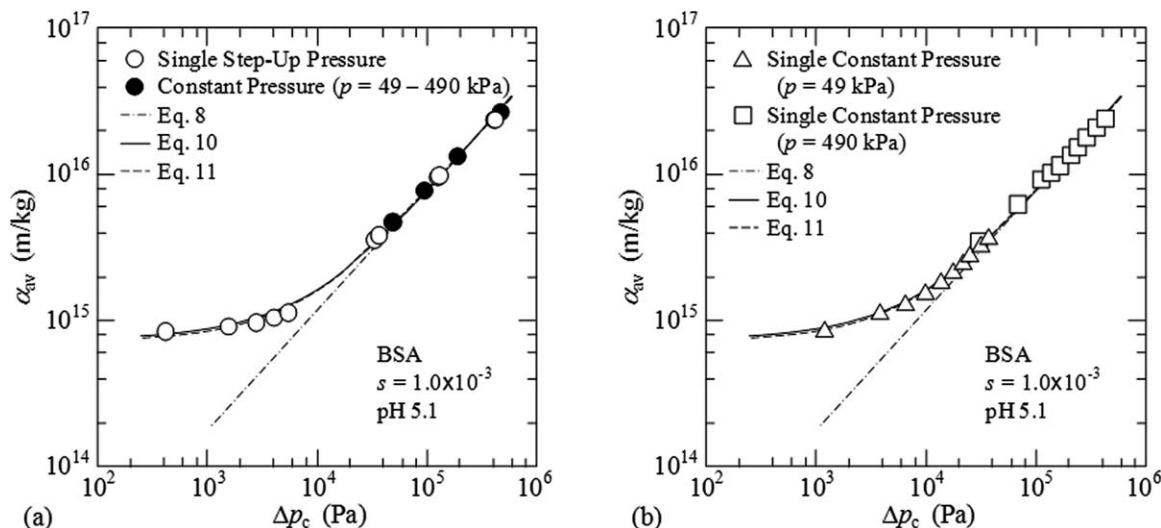 10^17
Single Step-Up Pressure
Constant Pressure (p = 49 – 490 kPa)
Eq. 8
Eq. 10
Eq. 11
10^16
α_av (m/kg)
10^15
BSA
s = 1.0x10^-3
pH 5.1
10^14
10^2 10^3 10^4 10^5 10^6
(a)
Δp_c (Pa)
10^17
Single Constant Pressure
(p = 49 kPa)
Single Constant Pressure
(p = 490 kPa)
Eq. 8
Eq. 10
Eq. 11
10^16
α_av (m/kg)
10^15
BSA
s = 1.0x10^-3
pH 5.1
10^14
10^2 10^3 10^4 10^5 10^6
(b)
Δp_c (Pa)